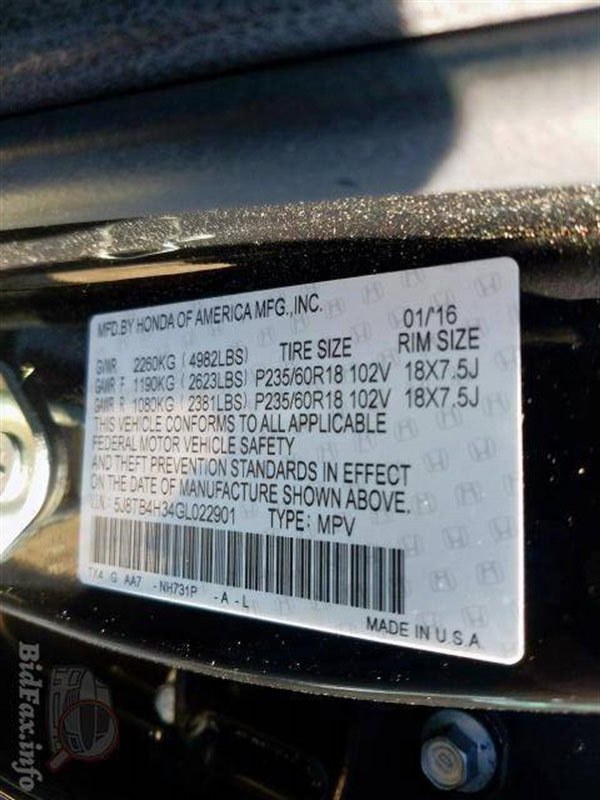 MFD.BY HONDA OF AMERICA MFG.,INC. 01/'16
GVWR 2260KG (4982LBS) TIRE SIZE RIM SIZE
GAWR F 1190KG (2623LBS) P235/60R18 102V 18X7.5J
GAWR R 1080KG (2381LBS) P235/60R18 102V 18X7.5J
THIS VEHICLE CONFORMS TO ALL APPLICABLE
FEDERAL MOTOR VEHICLE SAFETY
AND THEFT PREVENTION STANDARDS IN EFFECT
ON THE DATE OF MANUFACTURE SHOWN ABOVE.
V.I.N.: 5J8TB4H34GL022901 TYPE: MPV
TX4 G AA7 -NH731P -A-L
MADE IN U.S.A
BidFax.info